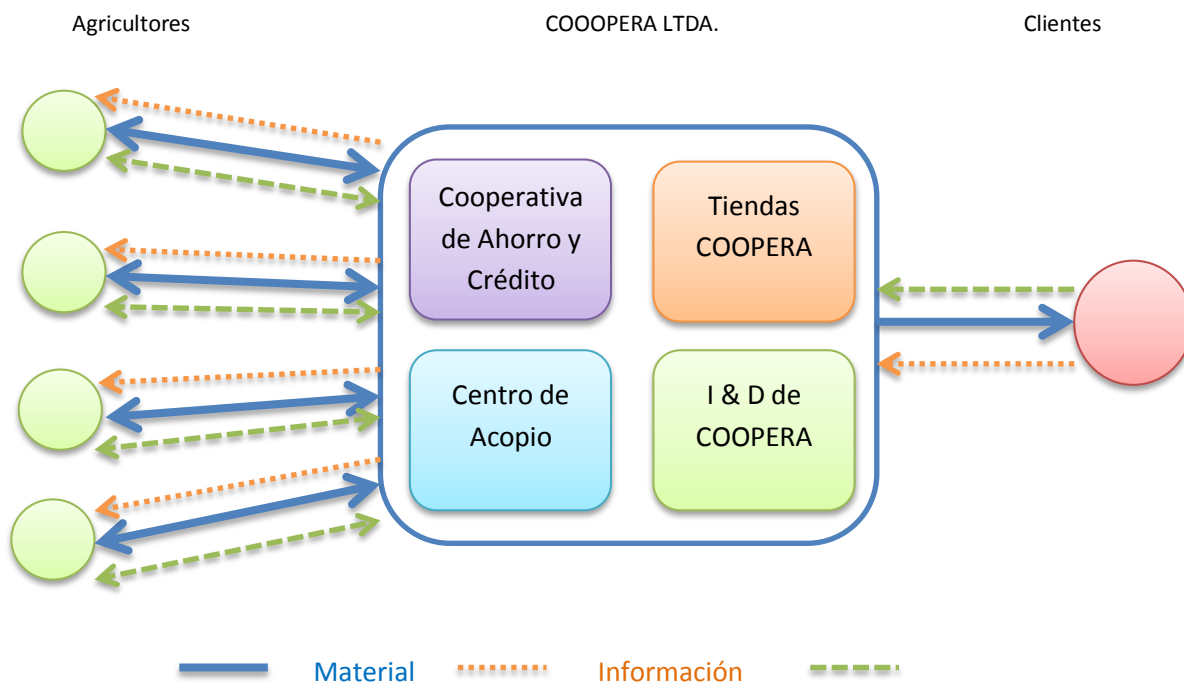 Agricultores COOOPERA LTDA. Clientes
Cooperativa
de Ahorro y
Crédito
Tiendas
COOPERA
Centro de
Acopio
I & D de
COOPERA
Material Información